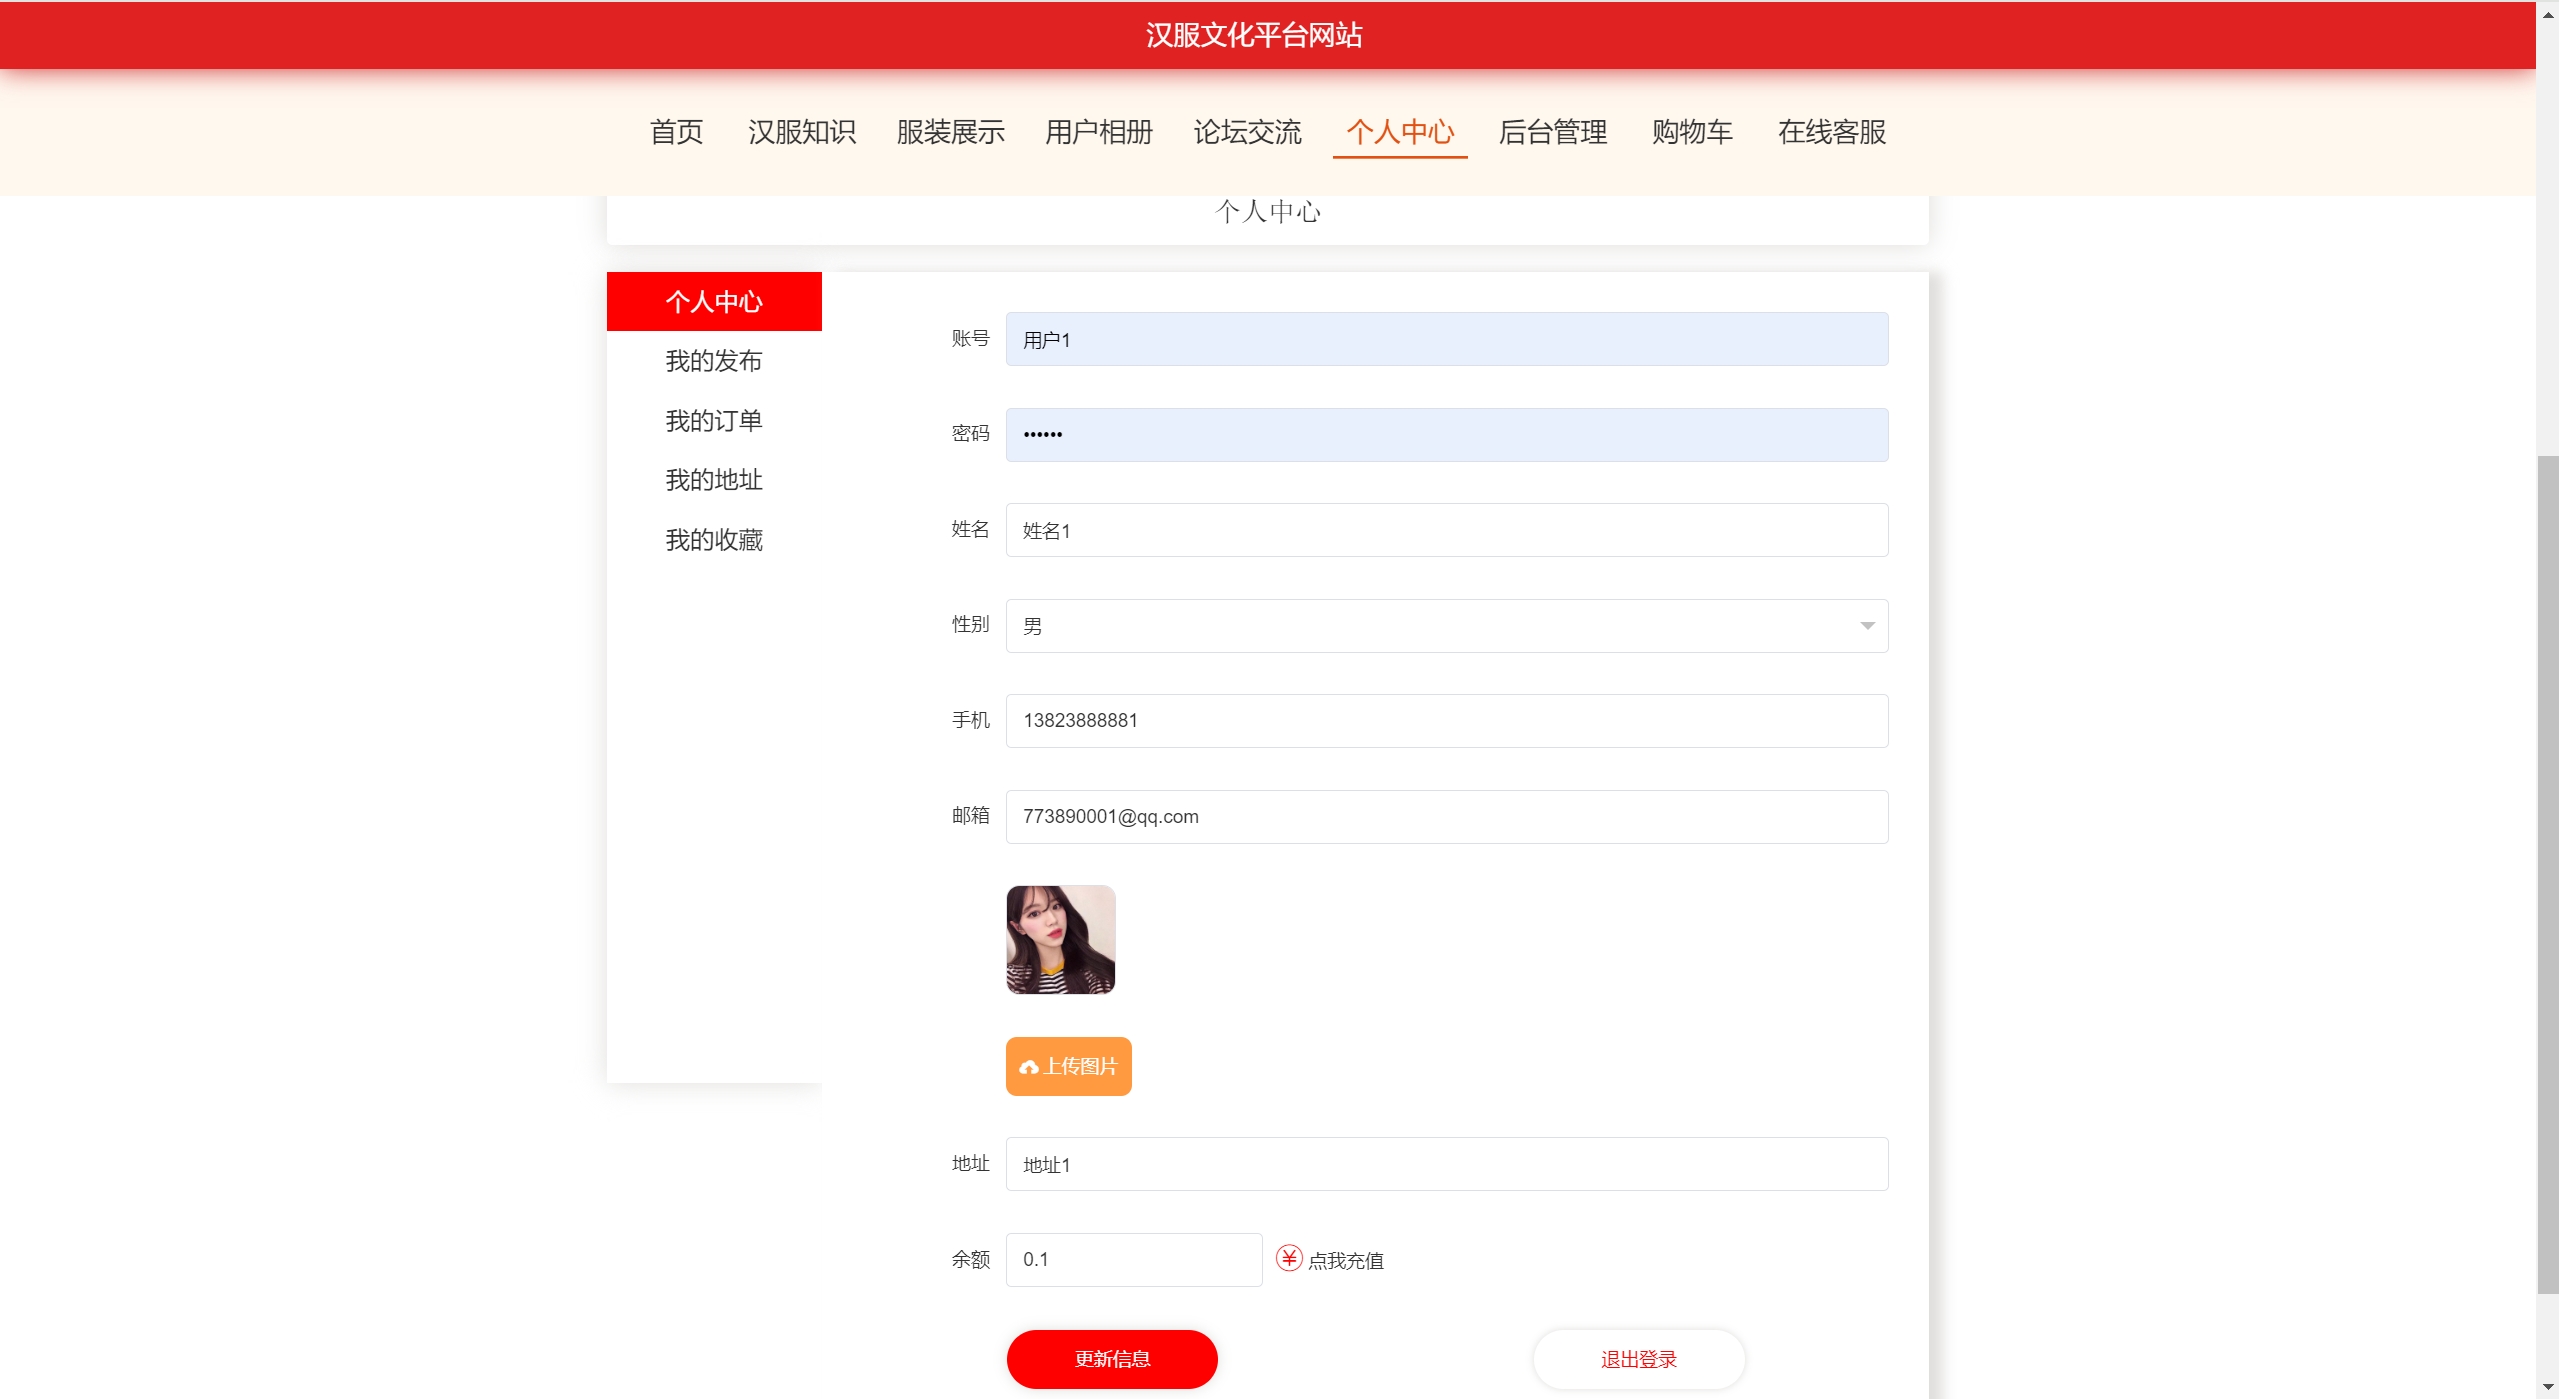 汉服文化平台网站
首页 汉服知识 服装展示 用户相册 论坛交流 个人中心 后台管理 购物车 在线客服
个人中心
个人中心
我的发布
我的订单
我的地址
我的收藏
账号 用户1
密码 ••••••
姓名 姓名1
性别 男
手机 13823888881
邮箱 773890001@qq.com
上传图片
地址 地址1
余额 0.1 ¥ 点我充值
更新信息 退出登录